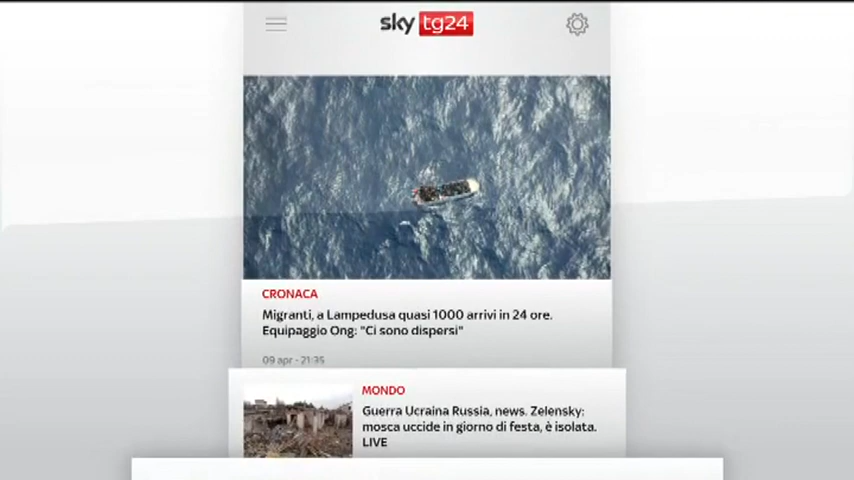 sky tg24
CRONACA
Migranti, a Lampedusa quasi 1000 arrivi in 24 ore.
Equipaggio Ong: "Ci sono dispersi"
09 apr - 21:35
MONDO
Guerra Ucraina Russia, news. Zelensky:
mosca uccide in giorno di festa, è isolata.
LIVE